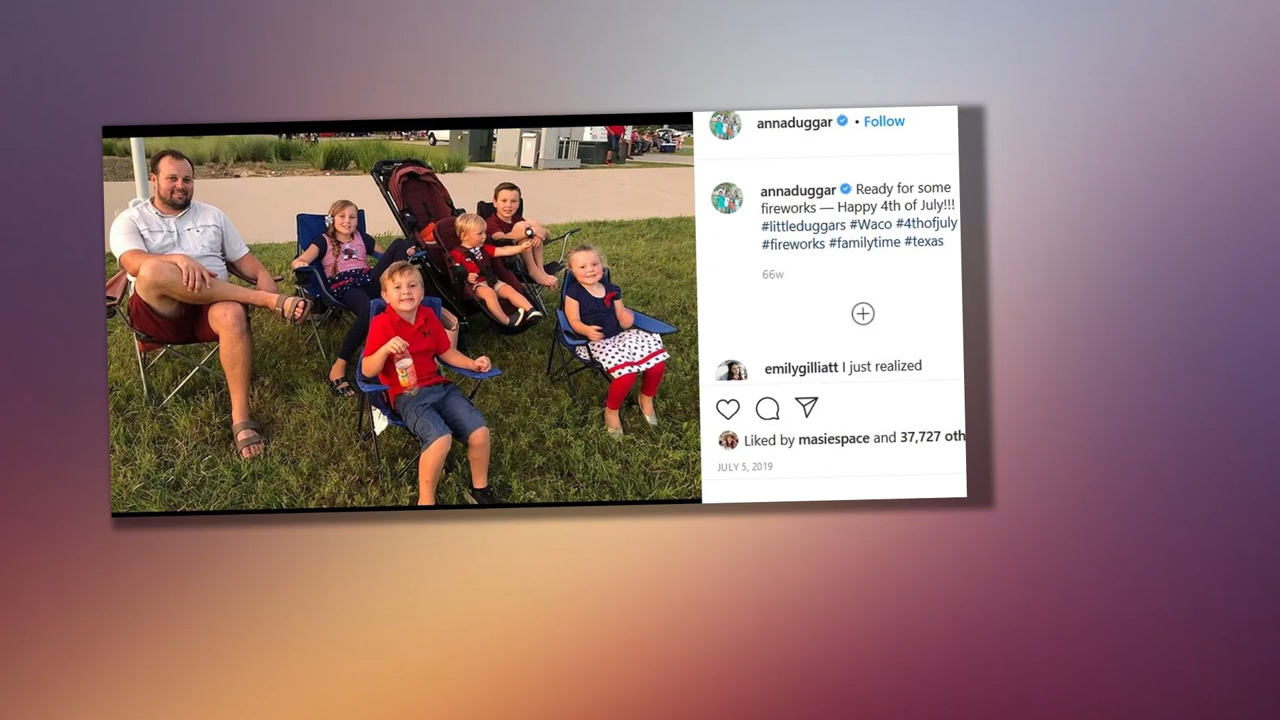 annaduggar • Follow
annaduggar Ready for some
fireworks — Happy 4th of July!!!
#littleduggars #Waco #4thofjuly
#fireworks #familytime #texas
66w
emilygilliatt I just realized
Liked by masiespace and 37,727 oth
JULY 5, 2019